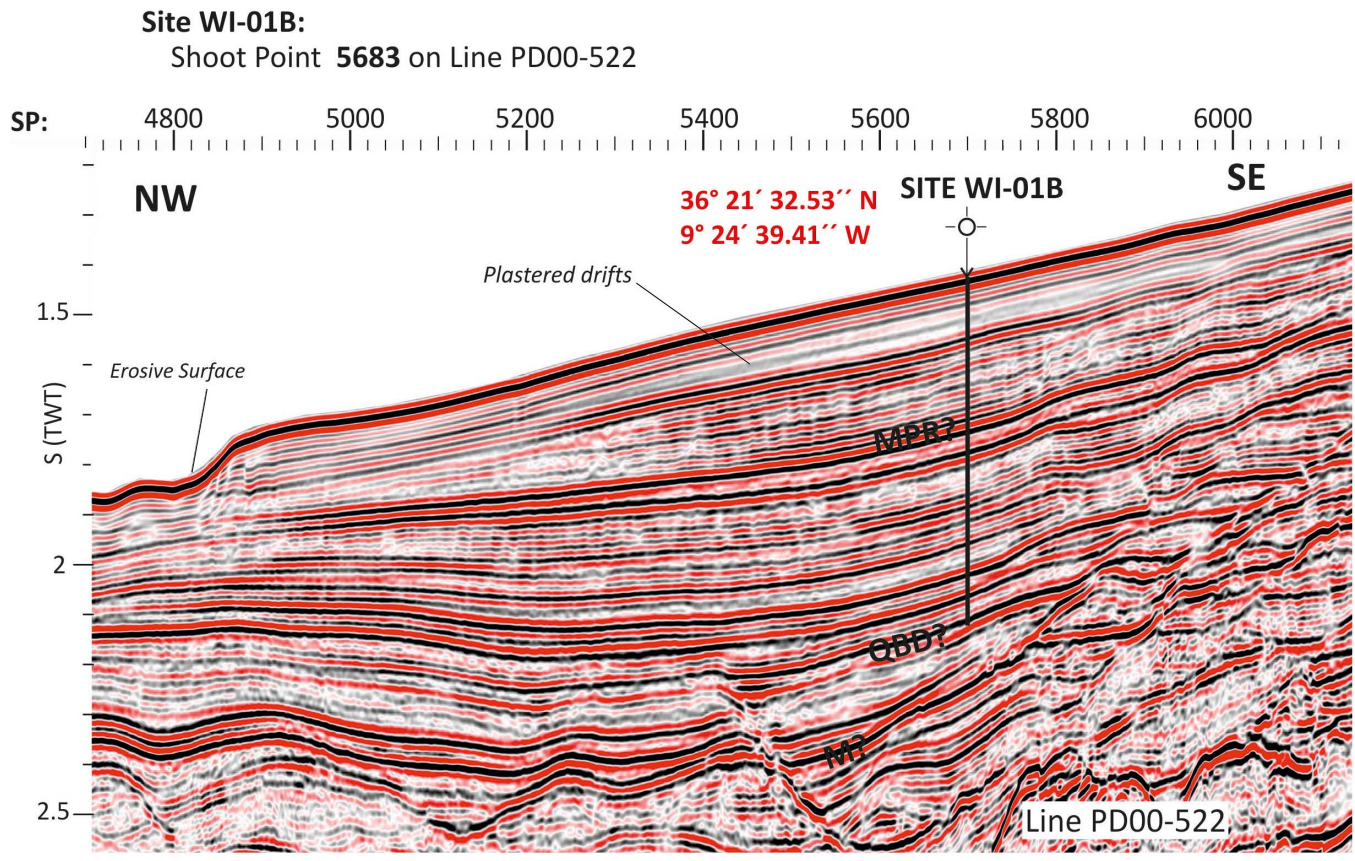 Site WI-01B:
Shoot Point 5683 on Line PD00-522
SP: 4800 5000 5200 5400 5600 5800 6000
NW
36° 21´ 32.53´´ N
9° 24´ 39.41´´ W
SITE WI-01B
SE
Plastered drifts
1.5
Erosive Surface
S (TWT)
MPR?
2
QBD?
M?
2.5
Line PD00-522